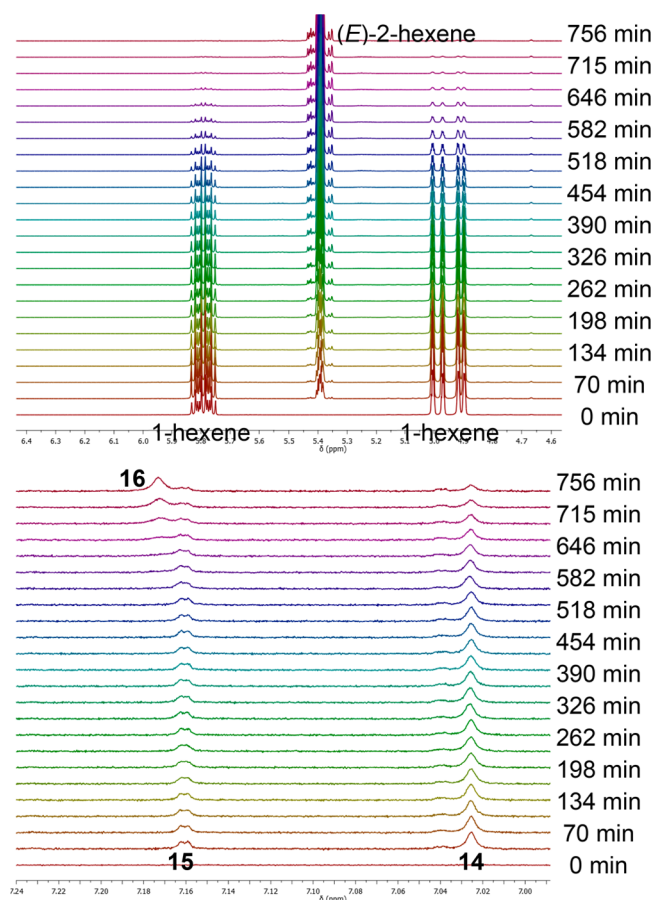 (E)-2-hexene
756 min
715 min
646 min
582 min
518 min
454 min
390 min
326 min
262 min
198 min
134 min
70 min
0 min
6.4 6.3 6.2 6.1 6.0 5.9 5.8 5.7 5.6 5.5 5.4 5.3 5.2 5.1 5.0 4.9 4.8 4.7 4.6
1-hexene 1-hexene
δ (ppm)
16
756 min
715 min
646 min
582 min
518 min
454 min
390 min
326 min
262 min
198 min
134 min
70 min
0 min
15 14
7.24 7.22 7.20 7.18 7.16 7.14 7.12 7.10 7.08 7.06 7.04 7.02 7.00
δ (ppm)